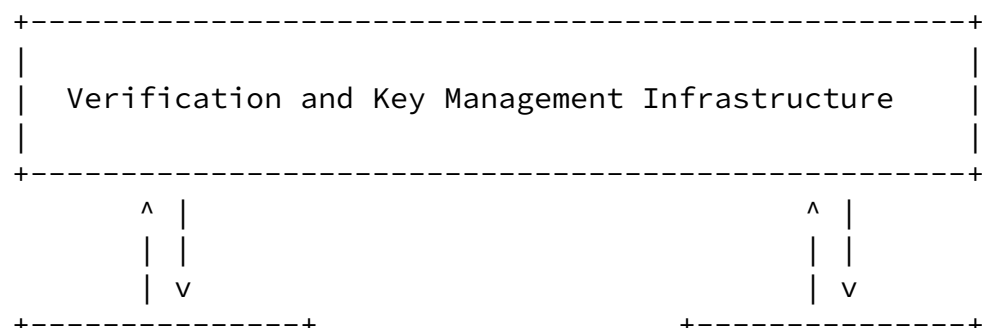 +----------------------------------------------------+
|                                                    |
|  Verification and Key Management Infrastructure    |
|                                                    |
+----------------------------------------------------+
       ^ |                                  ^ |
       | |                                  | |
       | v                                  | v
+---------------+                    +---------------+